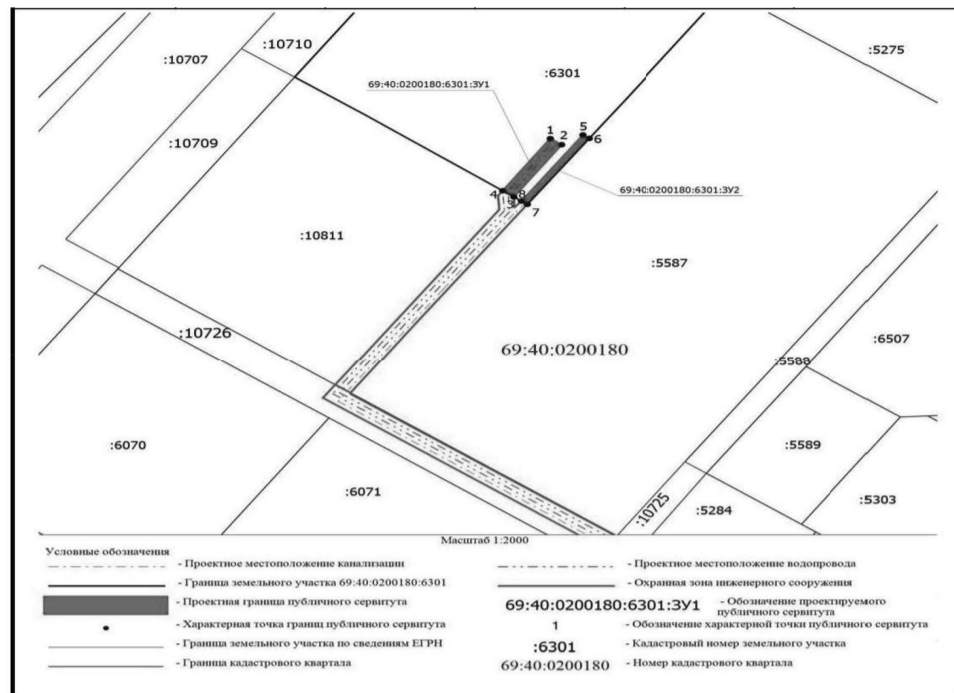 :10710
:5275
:10707
:6301
69:40:0200180:6301:ЗУ1
1
5
2
6
:10709
4
8
69:40:0200180:6301:ЗУ2
3
7
:10811
:5587
:10726
69:40:0200180
:6507
:5588
:6070
:5589
:6071
:10725
:5284
:5303
Масштаб 1:2000
Условные обозначения
- Проектное местоположение канализации
- Проектное местоположение водопровода
- Граница земельного участка 69:40:0200180:6301
- Охранная зона инженерного сооружения
- Проектная граница публичного сервитута
69:40:0200180:6301:ЗУ1 - Обозначение проектируемого
публичного сервитута
- Характерная точка границ публичного сервитута
1 - Обозначение характерной точки публичного сервитута
- Граница земельного участка по сведениям ЕГРН
:6301 - Кадастровый номер земельного участка
- Граница кадастрового квартала
69:40:0200180 - Номер кадастрового квартала